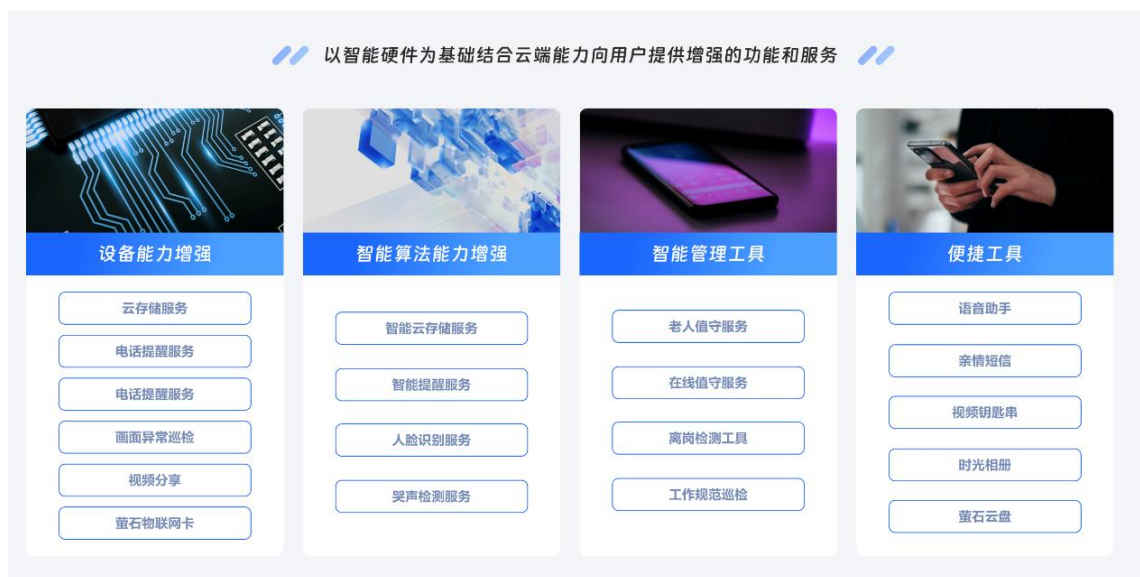 以智能硬件为基础结合云端能力向用户提供增强的功能和服务
设备能力增强
云存储服务
电话提醒服务
电话提醒服务
画面异常巡检
视频分享
萤石物联网卡
智能算法能力增强
智能云存储服务
智能提醒服务
人脸识别服务
哭声检测服务
智能管理工具
老人值守服务
在线值守服务
离岗检测工具
工作规范巡检
便捷工具
语音助手
亲情短信
视频钥匙串
时光相册
萤石云盘